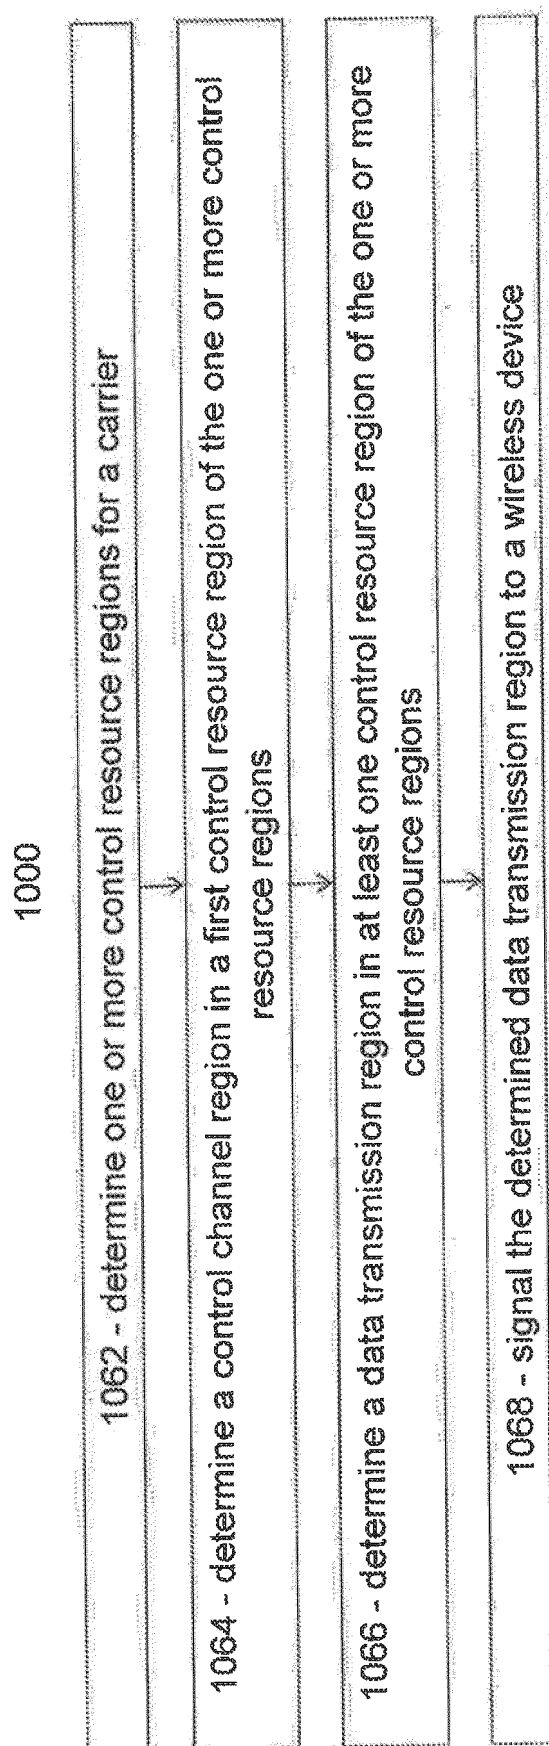 1000
1062 - determine one or more control resource regions for a carrier
1064 - determine a control channel region in a first control resource region of the one or more control
resource regions
1066 - determine a data transmission region in at least one control resource region of the one or more
control resource regions
1068 - signal the determined data transmission region to a wireless device